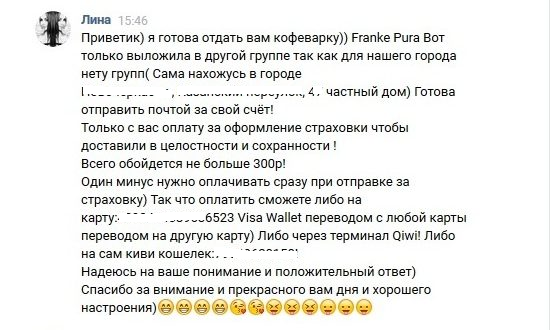 Лина 15:46
Приветик) я готова отдать вам кофеварку)) Franke Pura Вот
только выложила в другой группе так как для нашего города
нету групп( Сама нахожусь в городе
переулок, частный дом) Готова
отправить почтой за свой счёт!
Только с вас оплату за оформление страховки чтобы
доставили в целостности и сохранности !
Всего обойдется не больше 300р!
Один минус нужно оплачивать сразу при отправке за
страховку) Так что оплатить сможете либо на
карту: 6523 Visa Wallet переводом с любой карты
переводом на другую карту) Либо через терминал Qiwi! Либо
на сам киви кошелек:
Надеюсь на ваше понимание и положительный ответ)
Спасибо за внимание и прекрасного вам дня и хорошего
настроения)